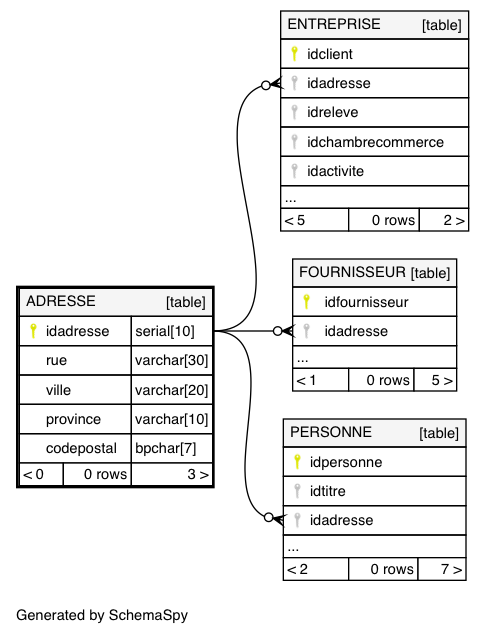 ENTREPRISE [table]
idclient
idadresse
idreleve
idchambrecommerce
idactivite
...
< 5 0 rows 2 >
FOURNISSEUR [table]
idfournisseur
idadresse
...
< 1 0 rows 5 >
ADRESSE [table]
idadresse serial[10]
rue varchar[30]
ville varchar[20]
province varchar[10]
codepostal bpchar[7]
< 0 0 rows 3 >
PERSONNE [table]
idpersonne
idtitre
idadresse
...
< 2 0 rows 7 >
Generated by SchemaSpy